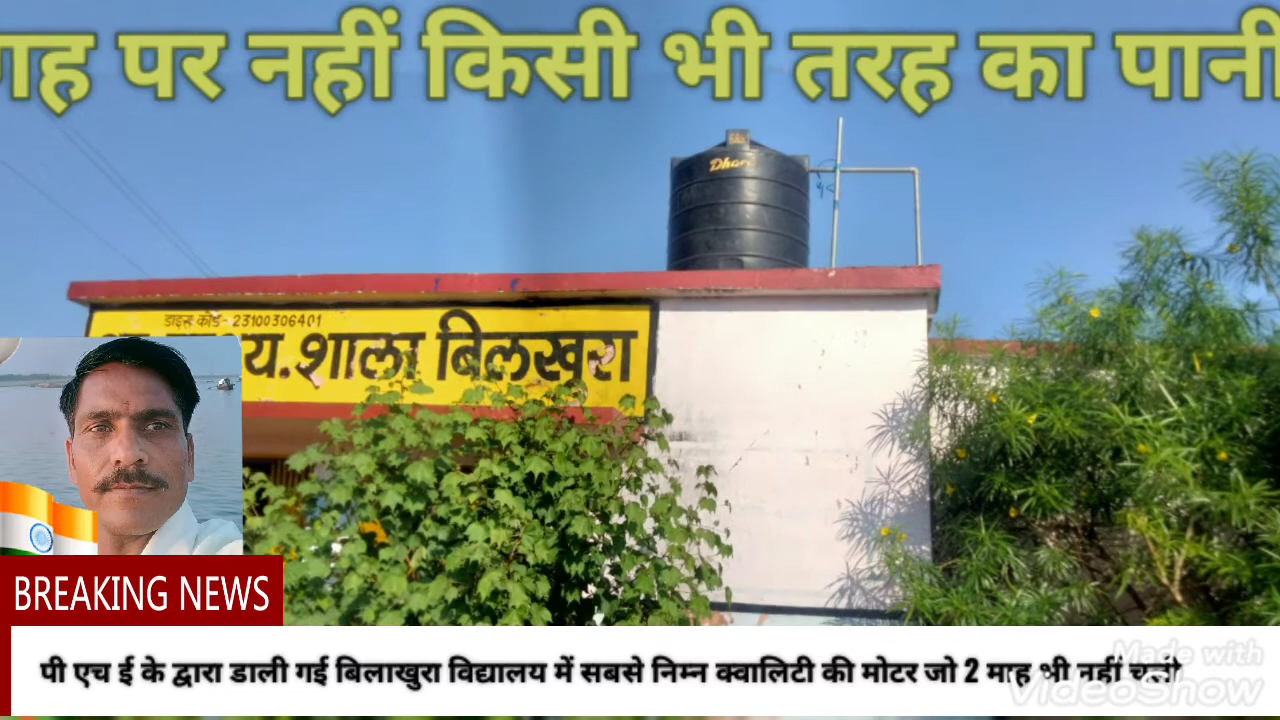 पर नहीं किसी भी तरह का पानी
Dhara
डाइस कोड- 23100306401
य.शाला बिलखुरा
BREAKING NEWS
पी एच ई के द्वारा डाली गई बिलाखुरा विद्यालय में सबसे निम्न क्वालिटी की मोटर जो 2 माह भी नहीं चली
Made with
VideoShow